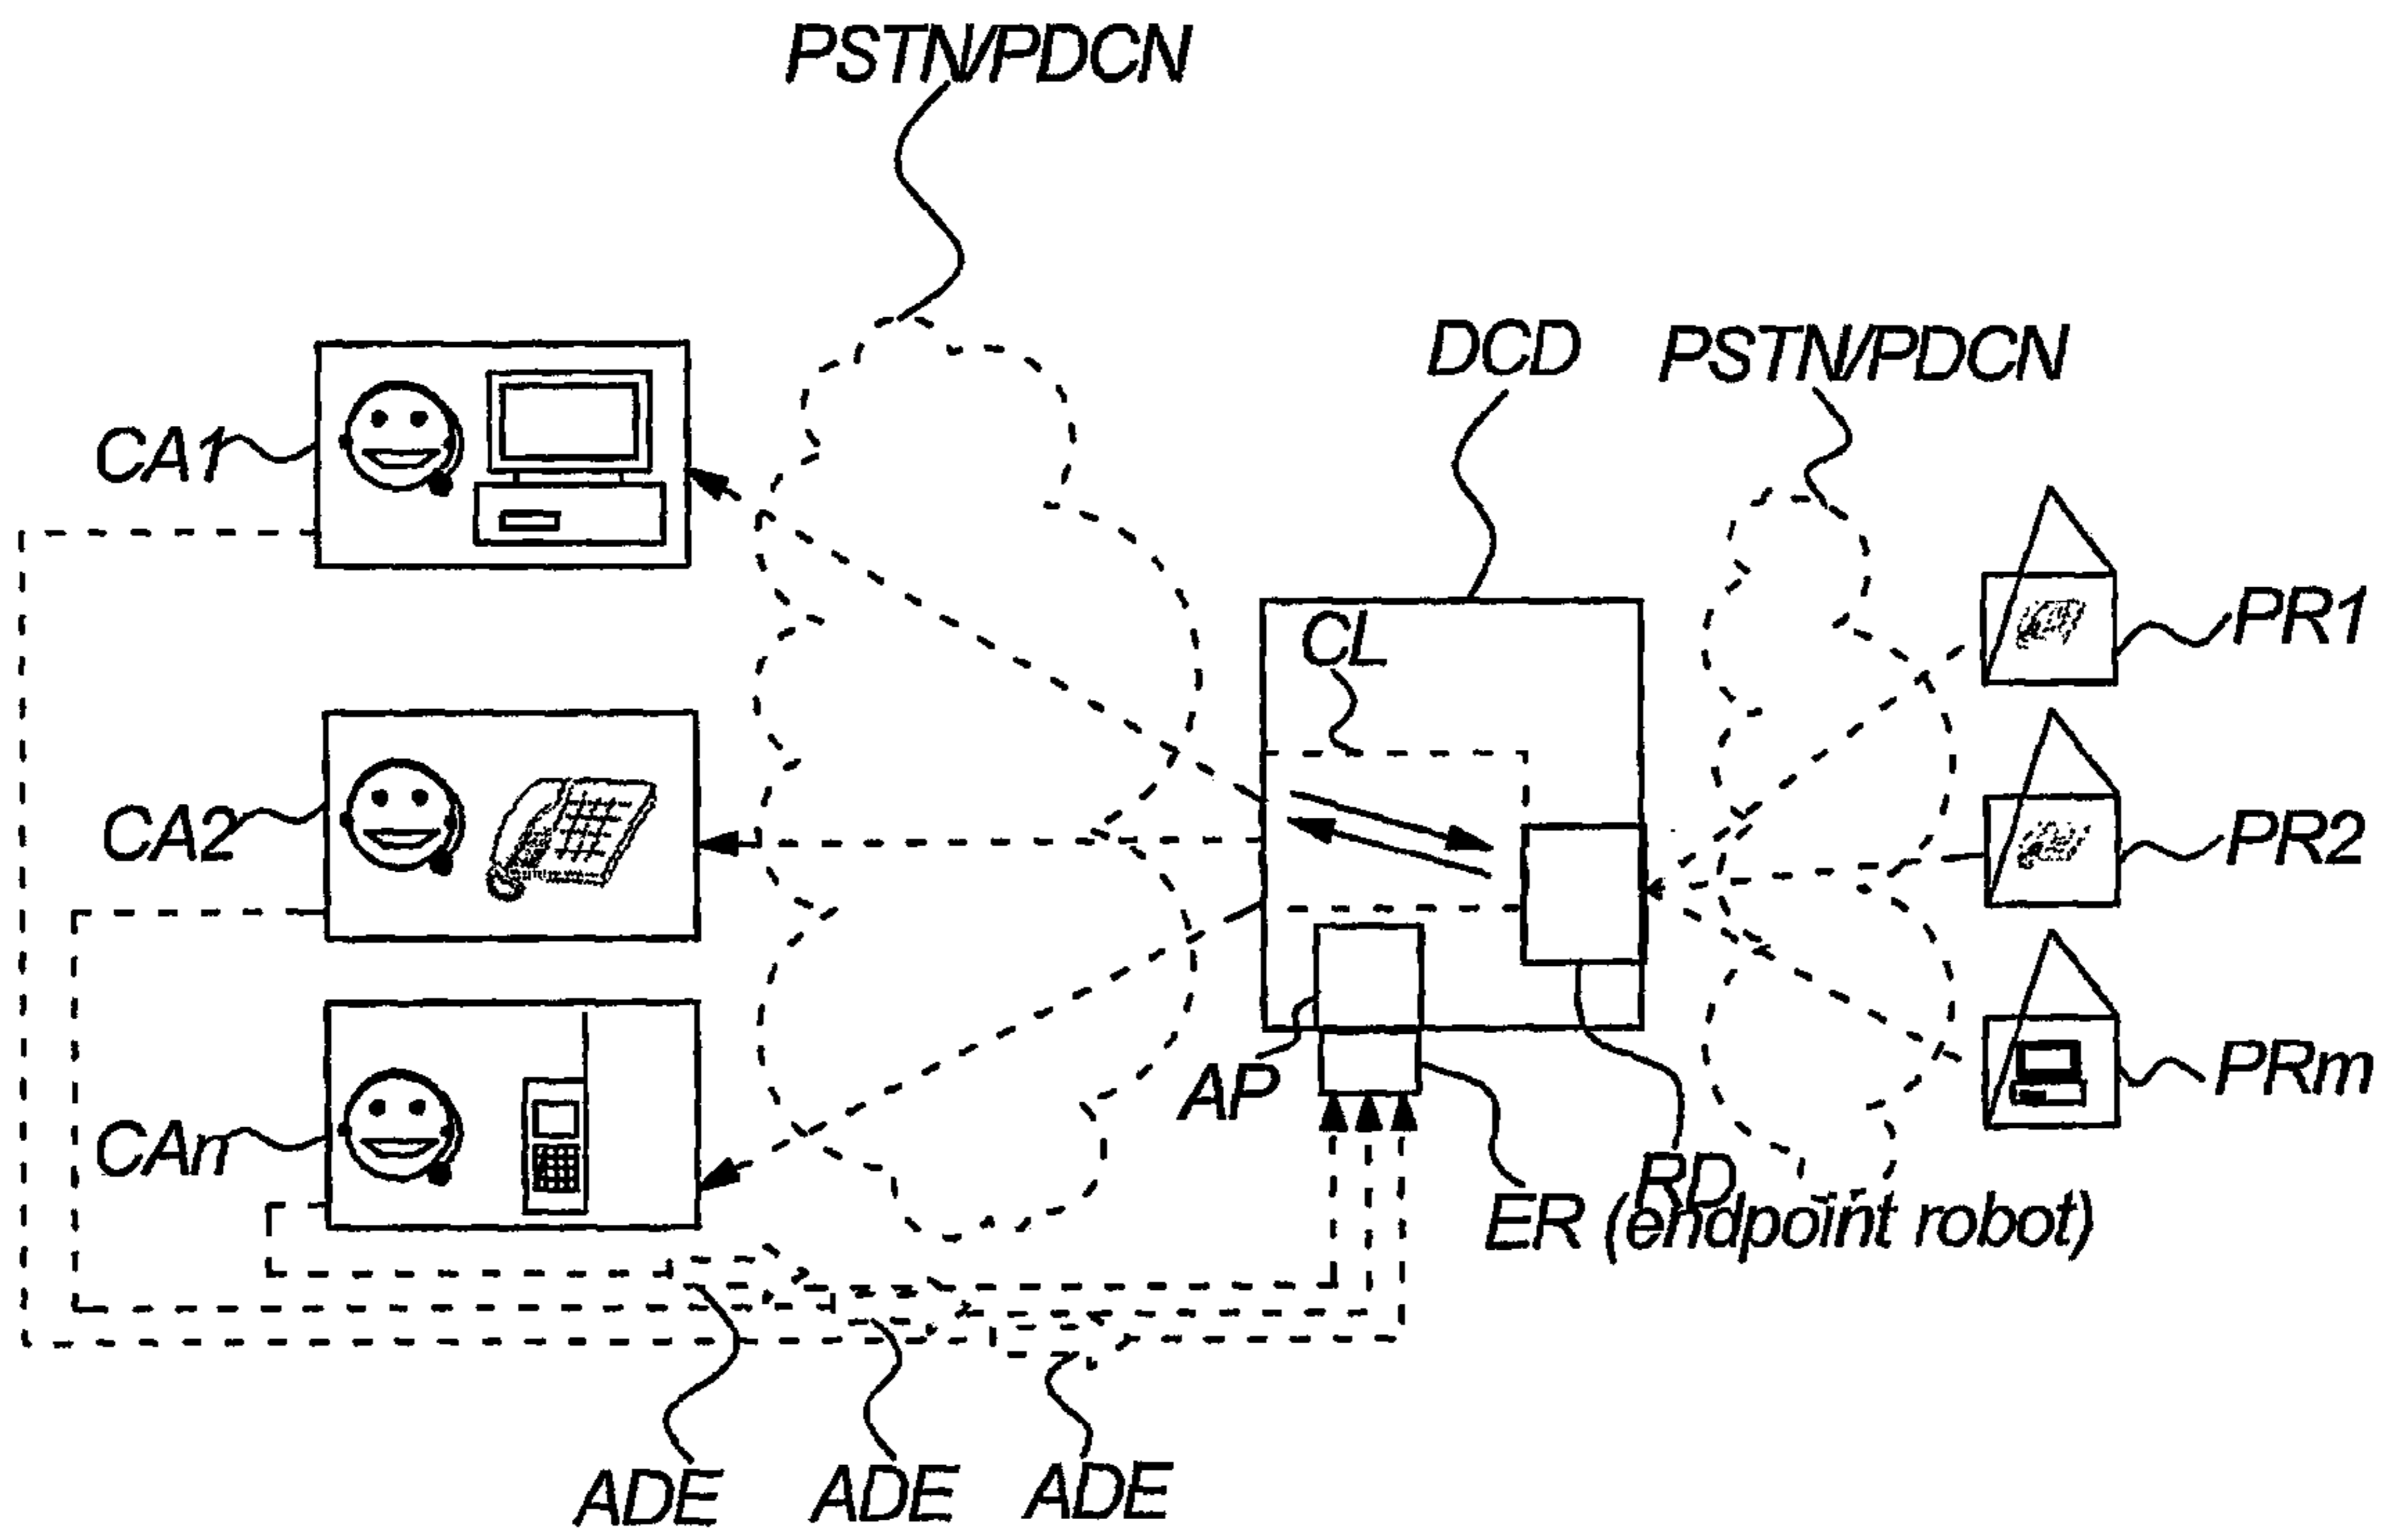 PSTN/PDCN
DCD
PSTN/PDCN
CA1
CL
PR1
CA2
PR2
AP
PRm
CAn
RD
ER (endpoint robot)
ADE
ADE
ADE